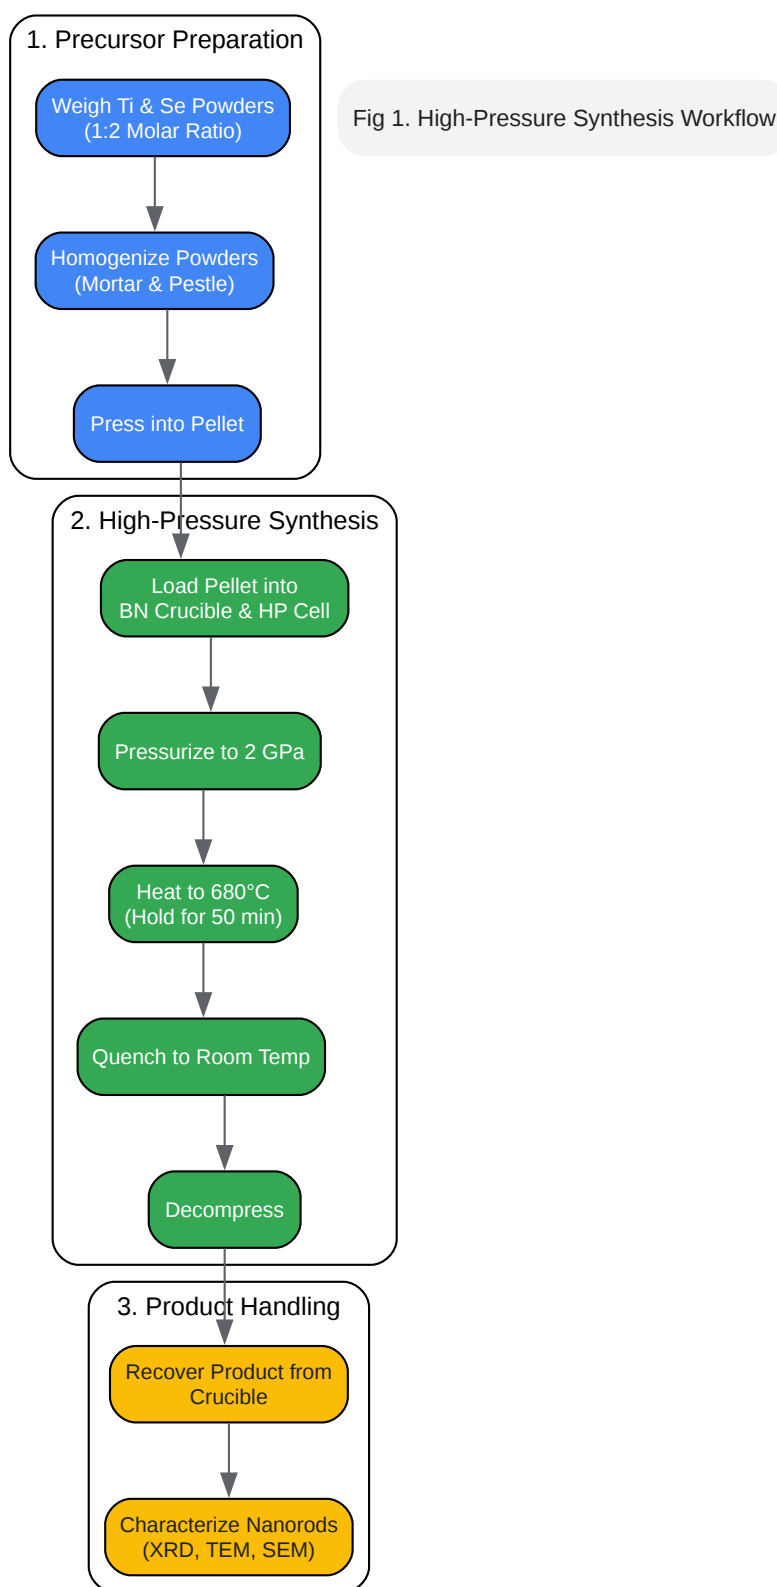 1. Precursor Preparation
Weigh Ti & Se Powders
(1:2 Molar Ratio)
Fig 1. High-Pressure Synthesis Workflow
Homogenize Powders
(Mortar & Pestle)
Press into Pellet
2. High-Pressure Synthesis
Load Pellet into
BN Crucible & HP Cell
Pressurize to 2 GPa
Heat to 680°C
(Hold for 50 min)
Quench to Room Temp
Decompress
3. Product Handling
Recover Product from
Crucible
Characterize Nanorods
(XRD, TEM, SEM)